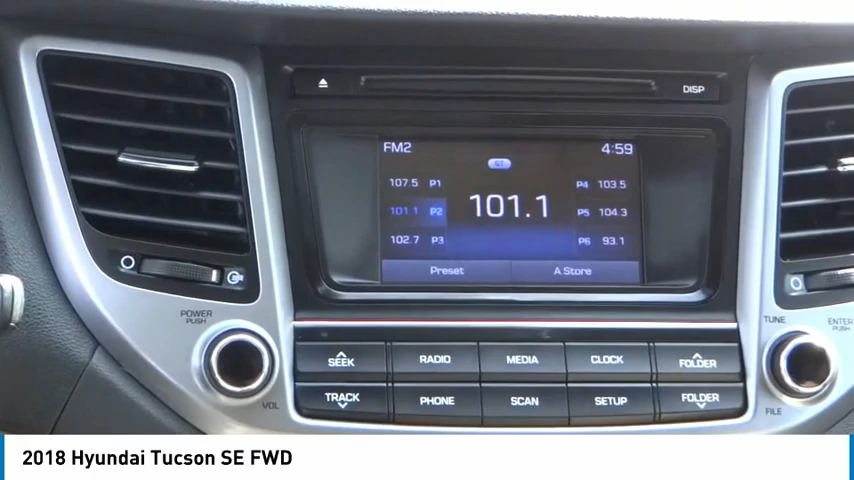 DISP
FM2 4:59
ST
107.5 P1 P4 103.5
101.1 P2 101.1 P5 104.3
102.7 P3 P6 93.1
Preset A.Store
POWER
PUSH
VOL
TUNE
ENTER
PUSH
FILE
SEEK RADIO MEDIA CLOCK FOLDER
TRACK PHONE SCAN SETUP FOLDER
2018 Hyundai Tucson SE FWD